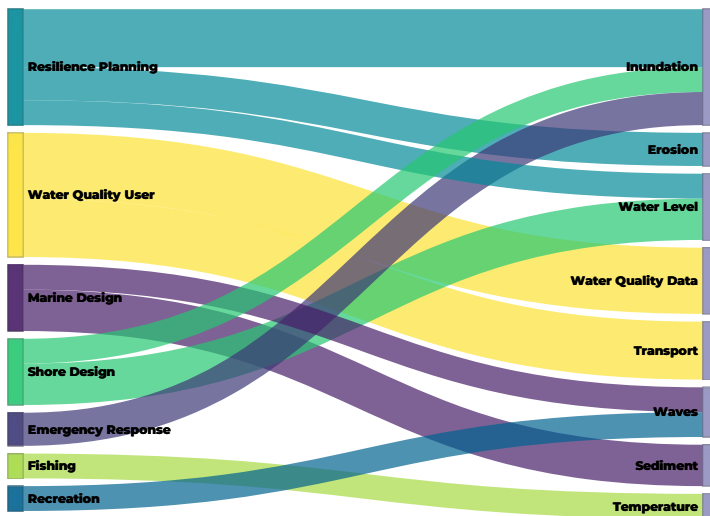 Resilience Planning
Water Quality User
Marine Design
Shore Design
Emergency Response
Fishing
Recreation
Inundation
Erosion
Water Level
Water Quality Data
Transport
Waves
Sediment
Temperature